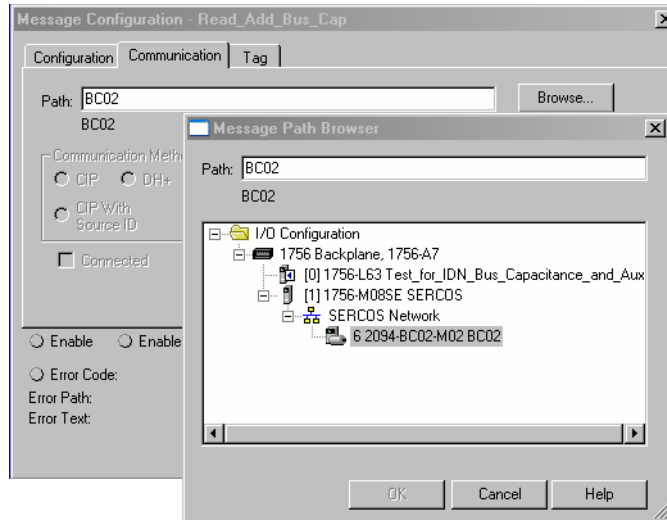 Message Configuration - Read_Add_Bus_Cap
Configuration Communication Tag
Path: BC02 Browse...
BC02
Communication
CIP DH+
CIP With
Source ID
Connected
Enable Enable
Error Code:
Error Path:
Error Text:
Message Path Browser
Path: BC02
BC02
I/O Configuration
1756 Backplane, 1756-A7
[0] 1756-L63 Test_for_IDN_Bus_Capacitance_and_Aux
[1] 1756-M08SE SERCOS
SERCOS Network
6 2094-BC02-M02 BC02
OK Cancel Help